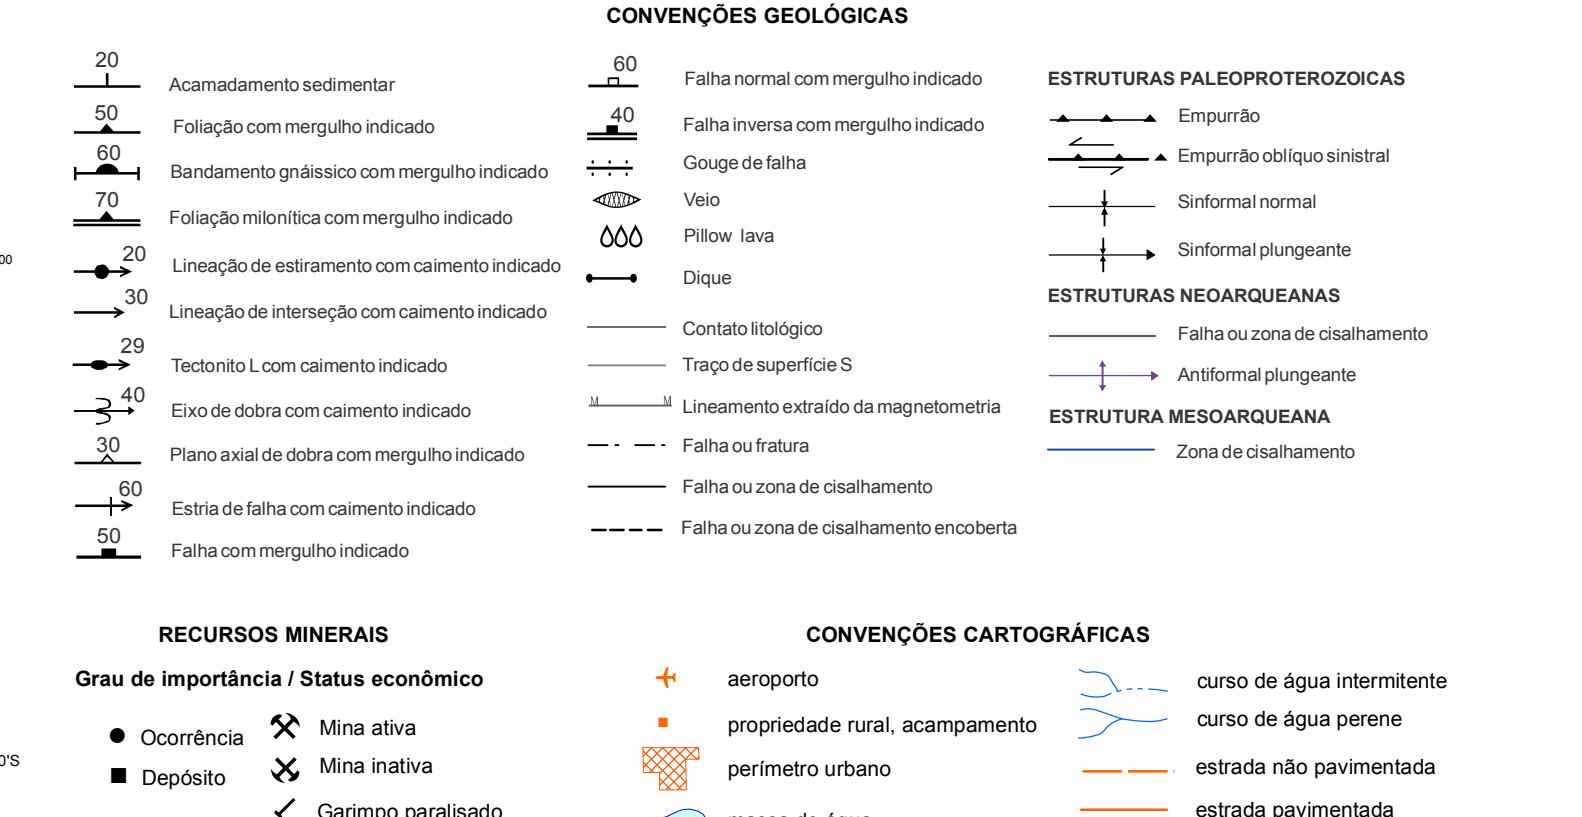 CONVENÇÕES GEOLÓGICAS
20
Acamadamento sedimentar
50
Foliação com mergulho indicado
60
Bandamento gnáissico com mergulho indicado
70
Foliação milonítica com mergulho indicado
20
Lineação de estiramento com caimento indicado
30
Lineação de interseção com caimento indicado
29
Tectonito L com caimento indicado
40
Eixo de dobra com caimento indicado
30
Plano axial de dobra com mergulho indicado
60
Estria de falha com caimento indicado
50
Falha com mergulho indicado
60
Falha normal com mergulho indicado
40
Falha inversa com mergulho indicado
Gouge de falha
Veio
Pillow lava
Dique
Contato litológico
Traço de superfície S
M M Lineamento extraído da magnetometria
Falha ou fratura
Falha ou zona de cisalhamento
Falha ou zona de cisalhamento encoberta
ESTRUTURAS PALEOPROTEROZOICAS
Empurrão
Empurrão oblíquo sinistral
Sinformal normal
Sinformal plungeante
ESTRUTURAS NEOARQUEANAS
Falha ou zona de cisalhamento
Antiformal plungeante
ESTRUTURA MESOARQUEANA
Zona de cisalhamento
00
0'S
RECURSOS MINERAIS
Grau de importância / Status econômico
Ocorrência
Depósito
Mina ativa
Mina inativa
Garimpo paralisado
CONVENÇÕES CARTOGRÁFICAS
aeroporto
propriedade rural, acampamento
perímetro urbano
massa de água
curso de água intermitente
curso de água perene
estrada não pavimentada
estrada pavimentada